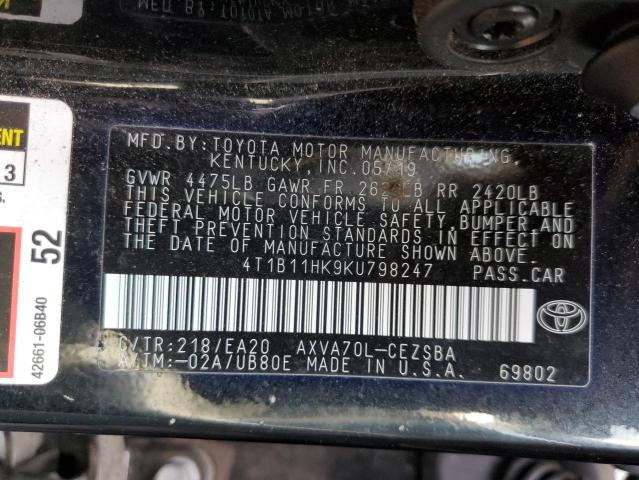 MFD. BY: TOYOTA MOTOR MANUFACTURING,
KENTUCKY, INC. 05/19
GVWR 4475LB GAWR FR RR 2420LB
THIS VEHICLE CONFORMS TO ALL APPLICABLE
FEDERAL MOTOR VEHICLE SAFETY, BUMPER, AND
THEFT PREVENTION STANDARDS IN EFFECT ON
THE DATE OF MANUFACTURE SHOWN ABOVE.
4T1B11HK9KU798247 PASS.CAR
C/TR:218/EA20 AXVA70L-CEZSBA
A/TM:-02A/UB80E MADE IN U.S.A. 69802
52
42661-06B40
3